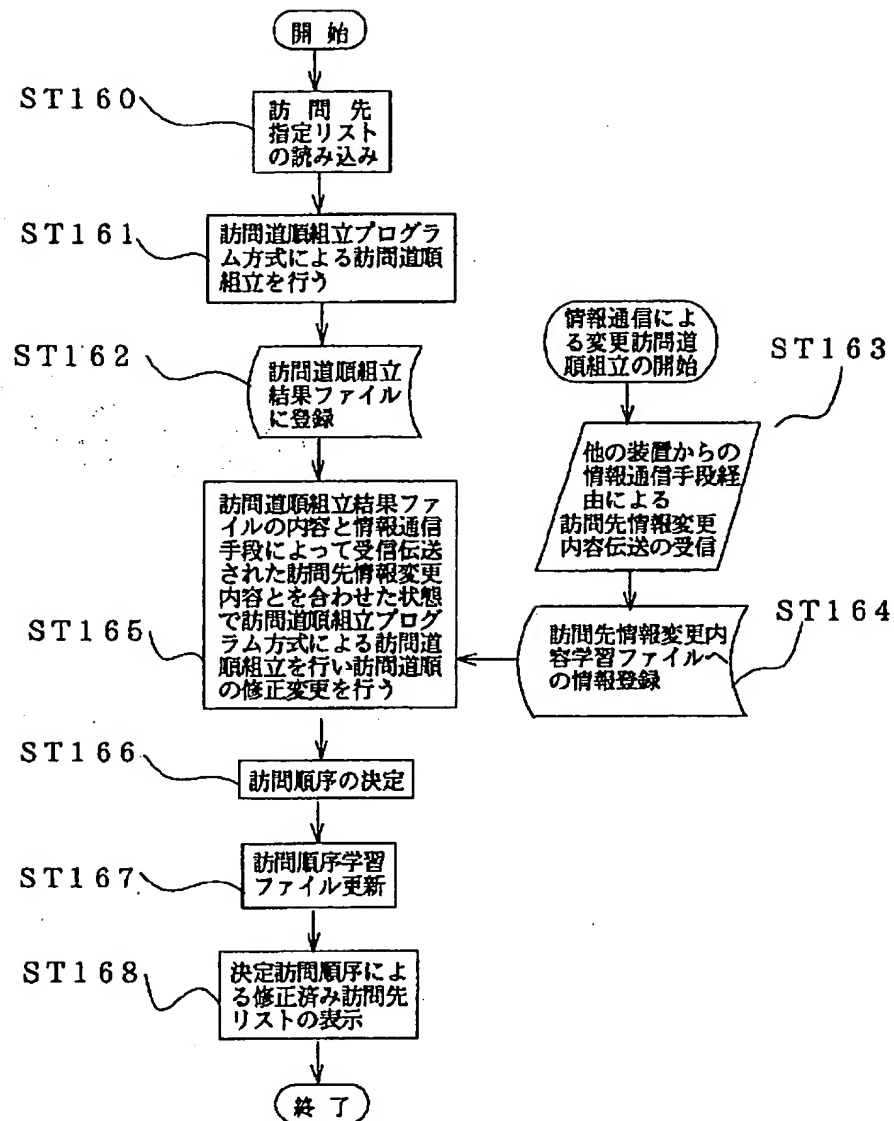 開 始
ST160
訪 問 先
指定リスト
の読み込み
ST161
訪問道順組立プログラ
ム方式による訪問道順
組立を行う
ST162
訪問道順組立
結果ファイル
に登録
情報通信によ
る変更訪問道
順組立の開始
ST163
他の装置からの
情報通信手段経
由による
訪問先情報変更
内容伝送の受信
ST164
訪問先情報変更内
容学習ファイルへ
の情報登録
ST165
訪問道順組立結果ファ
イルの内容と情報通信
手段によって受信伝送
された訪問先情報変更
内容とを合わせた状態
で訪問道順組立プログ
ラム方式による訪問道
順組立を行い訪問道順
の修正変更を行う
ST166
訪問順序の決定
ST167
訪問順序学習
ファイル更新
ST168
決定訪問順序によ
る修正済み訪問先
リストの表示
終 了